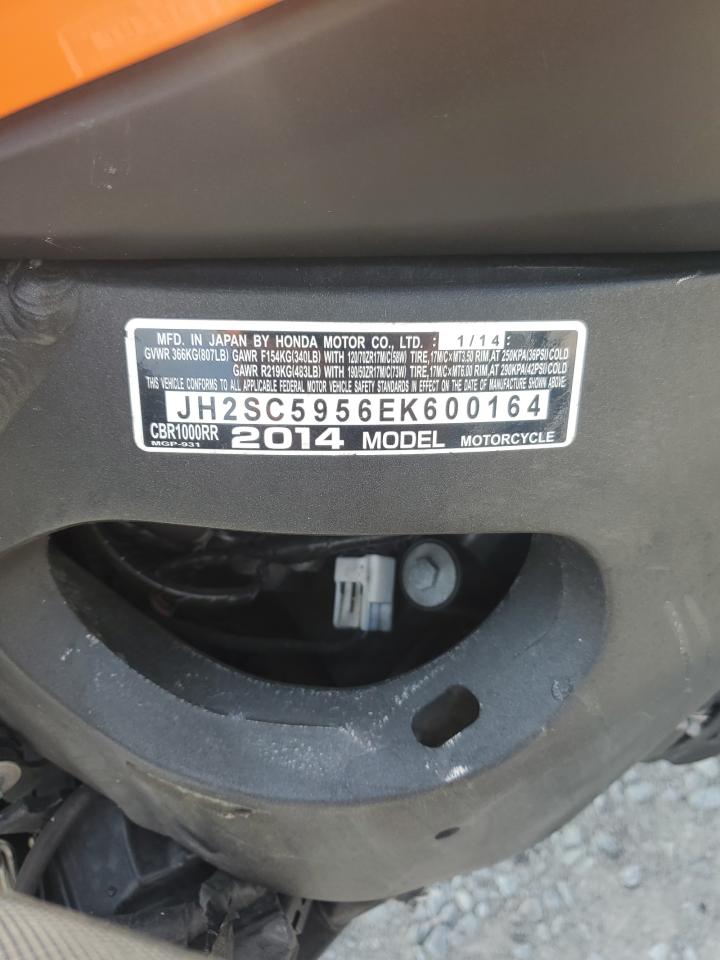 MFD. IN JAPAN BY HONDA MOTOR CO., LTD. : 1/14 :
GVWR 366KG(807LB) GAWR F154KG(340LB) WITH 120/70ZR17M/C(58W) TIRE,17M/C×MT3.50 RIM,AT 250KPA(36PSI)COLD
GAWR R219KG(483LB) WITH 190/50ZR17M/C(73W) TIRE,17M/C×MT6.00 RIM,AT 290KPA(42PSI)COLD
THIS VEHICLE CONFORMS TO ALL APPLICABLE FEDERAL MOTOR VEHICLE SAFETY STANDARDS IN EFFECT ON THE DATE OF MANUFACTURE SHOWN ABOVE.
JH2SC5956EK600164
CBR1000RR 2014 MODEL MOTORCYCLE
MGP-931